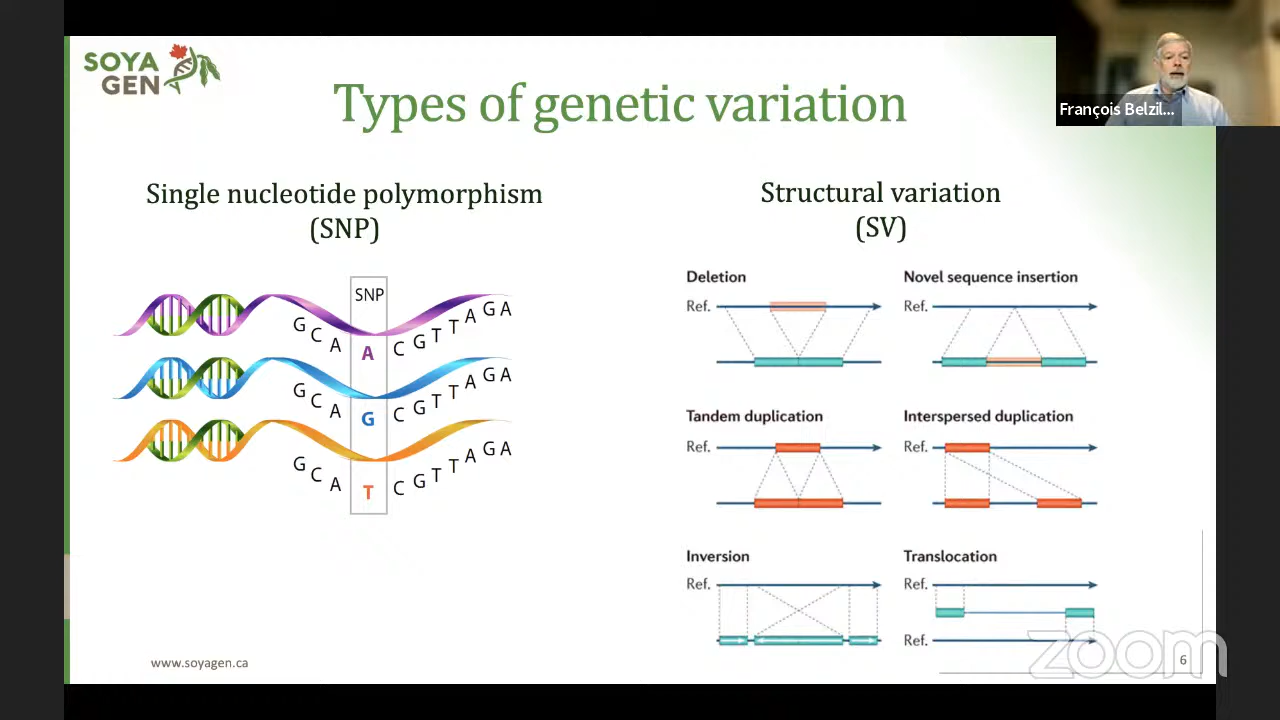 SOYA
GEN
Types of genetic variation
François Belzil...
Single nucleotide polymorphism
(SNP)
SNP
G C A A C G T T A G A
G C A G C G T T A G A
G C A T C G T T A G A
Structural variation
(SV)
Deletion
Ref.
Novel sequence insertion
Ref.
Tandem duplication
Ref.
Interspersed duplication
Ref.
Inversion
Ref.
Translocation
Ref.
Ref.
www.soyagen.ca
zoom
6